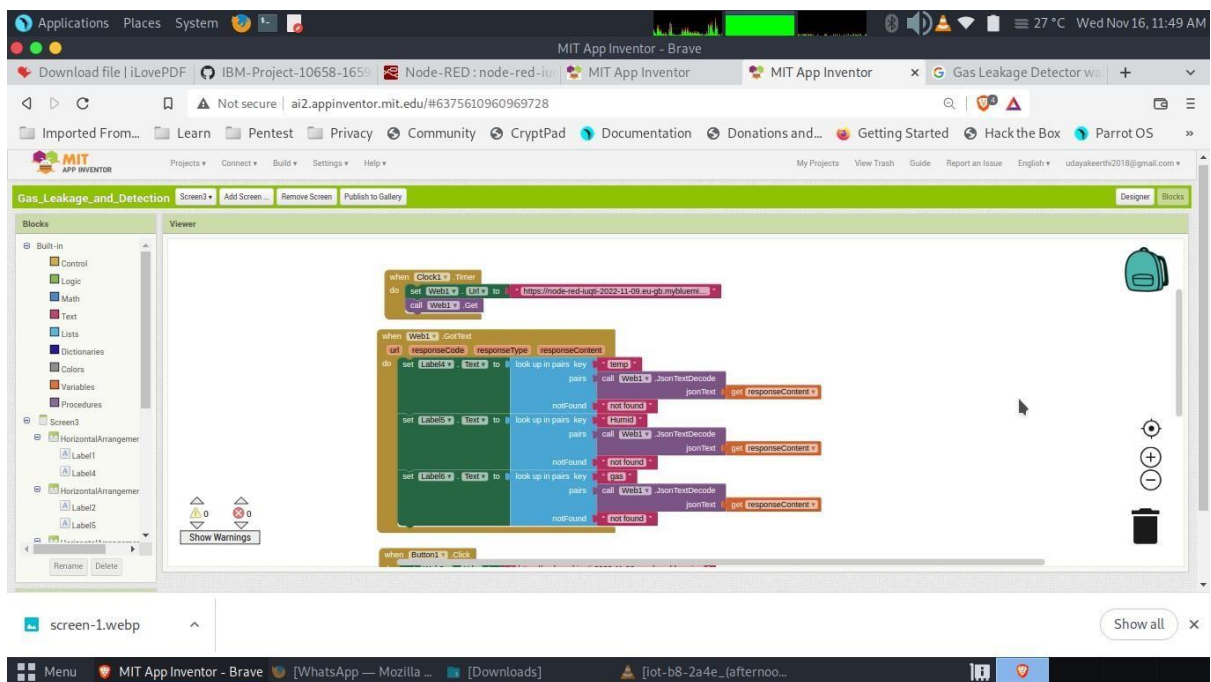 Applications Places System 27 °C Wed Nov 16, 11:49 AM
MIT App Inventor - Brave
Download file | iLovePDF IBM-Project-10658-1659 Node-RED : node-red-iu MIT App Inventor MIT App Inventor × Gas Leakage Detector wa +
Not secure | ai2.appinventor.mit.edu/#6375610960969728
Imported From... Learn Pentest Privacy Community CryptPad Documentation Donations and... Getting Started Hack the Box Parrot OS »
MIT
APP INVENTOR
Projects Connect Build Settings Help My Projects View Trash Guide Report an Issue English udayakeerthi2018@gmail.com
Gas_Leakage_and_Detection Screen3 Add Screen ... Remove Screen Publish to Gallery Designer Blocks
Blocks Viewer
Built-in
Control
Logic
Math
Text
Lists
Dictionaries
Colors
Variables
Procedures
Screen3
HorizontalArrangemer
Label1
Label4
HorizontalArrangemer
Label2
Label5
Rename Delete
when Clock1 .Timer
do set Web1 . Url to " https://node-red-iuqti-2022-11-09.eu-gb.mybluemi... "
call Web1 .Get
when Web1 .GotText
url responseCode responseType responseContent
do set Label4 . Text to look up in pairs key " temp "
pairs call Web1 .JsonTextDecode
jsonText get responseContent
notFound " not found "
set Label5 . Text to look up in pairs key " Humid "
pairs call Web1 .JsonTextDecode
jsonText get responseContent
notFound " not found "
set Label6 . Text to look up in pairs key " gas "
pairs call Web1 .JsonTextDecode
jsonText get responseContent
notFound " not found "
when Button1 .Click
0 0
Show Warnings
screen-1.webp Show all ×
Menu MIT App Inventor - Brave [WhatsApp — Mozilla ... [Downloads] [iot-b8-2a4e_(afternoo...